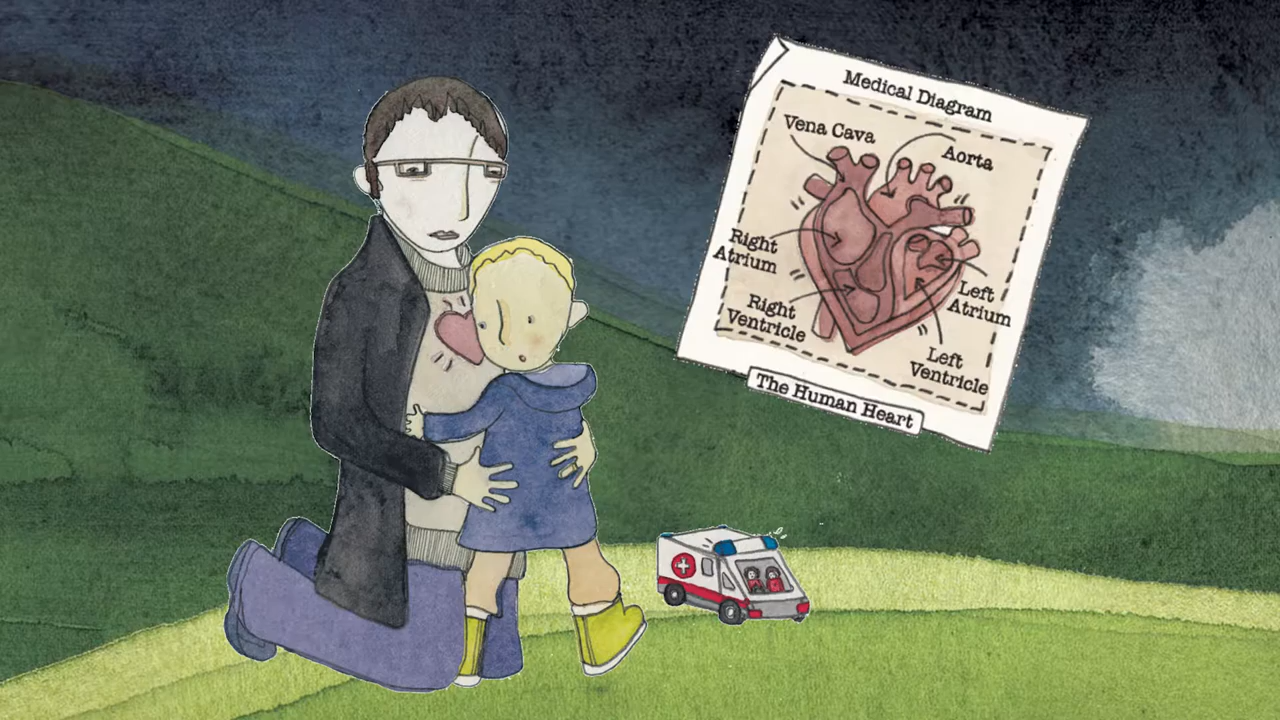 Medical Diagram
Vena Cava
Aorta
Right
Atrium
Left
Atrium
Right
Ventricle
Left
Ventricle
The Human Heart